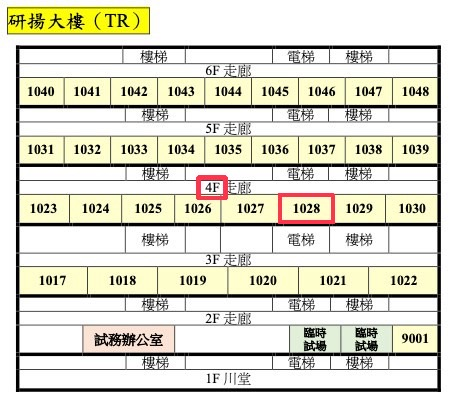 研揚大樓（TR）
樓梯 電梯 樓梯
6F 走廊
1040 1041 1042 1043 1044 1045 1046 1047 1048
樓梯 電梯 樓梯
5F 走廊
1031 1032 1033 1034 1035 1036 1037 1038 1039
樓梯 電梯 樓梯
4F 走廊
1023 1024 1025 1026 1027 1028 1029 1030
樓梯 電梯 樓梯
3F 走廊
1017 1018 1019 1020 1021 1022
樓梯 電梯 樓梯
2F 走廊
試務辦公室 臨時試場 臨時試場 9001
樓梯 電梯 樓梯
1F 川堂